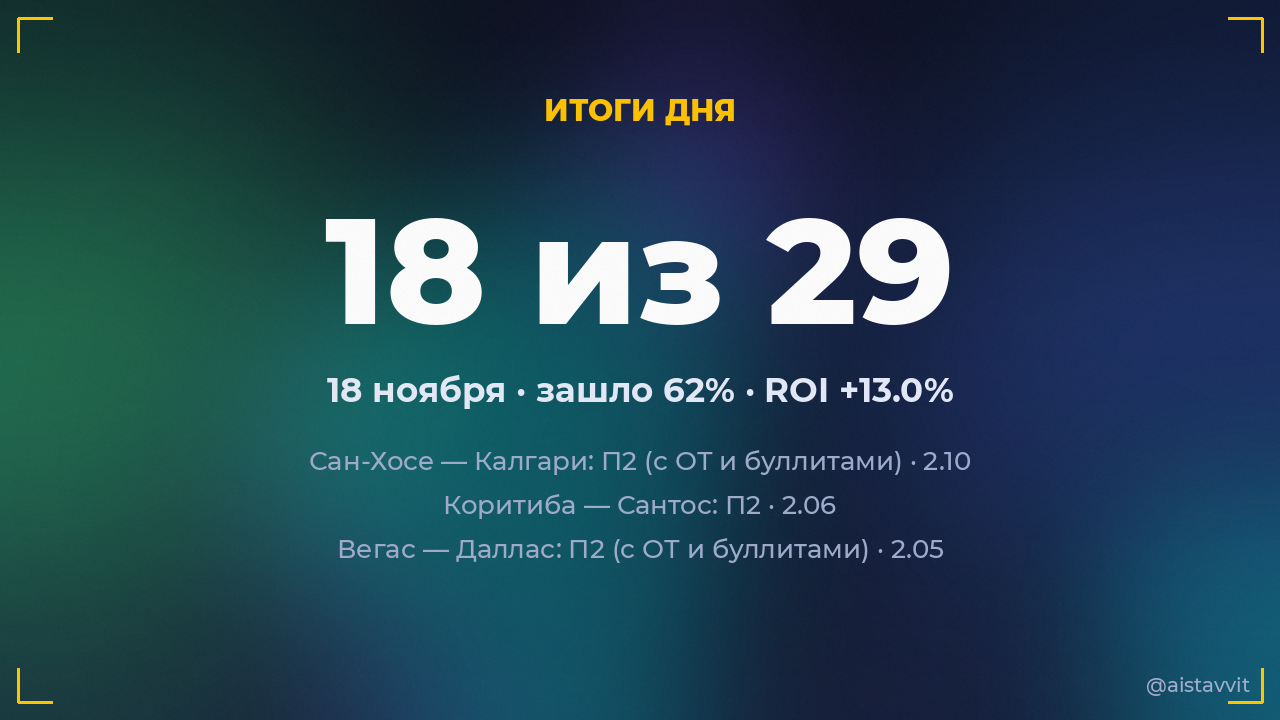 ИТОГИ ДНЯ
18 из 29
18 ноября · зашло 62% · ROI +13.0%
Сан-Хосе — Калгари: П2 (с ОТ и буллитами) · 2.10
Коритиба — Сантос: П2 · 2.06
Вегас — Даллас: П2 (с ОТ и буллитами) · 2.05
@aistavvit